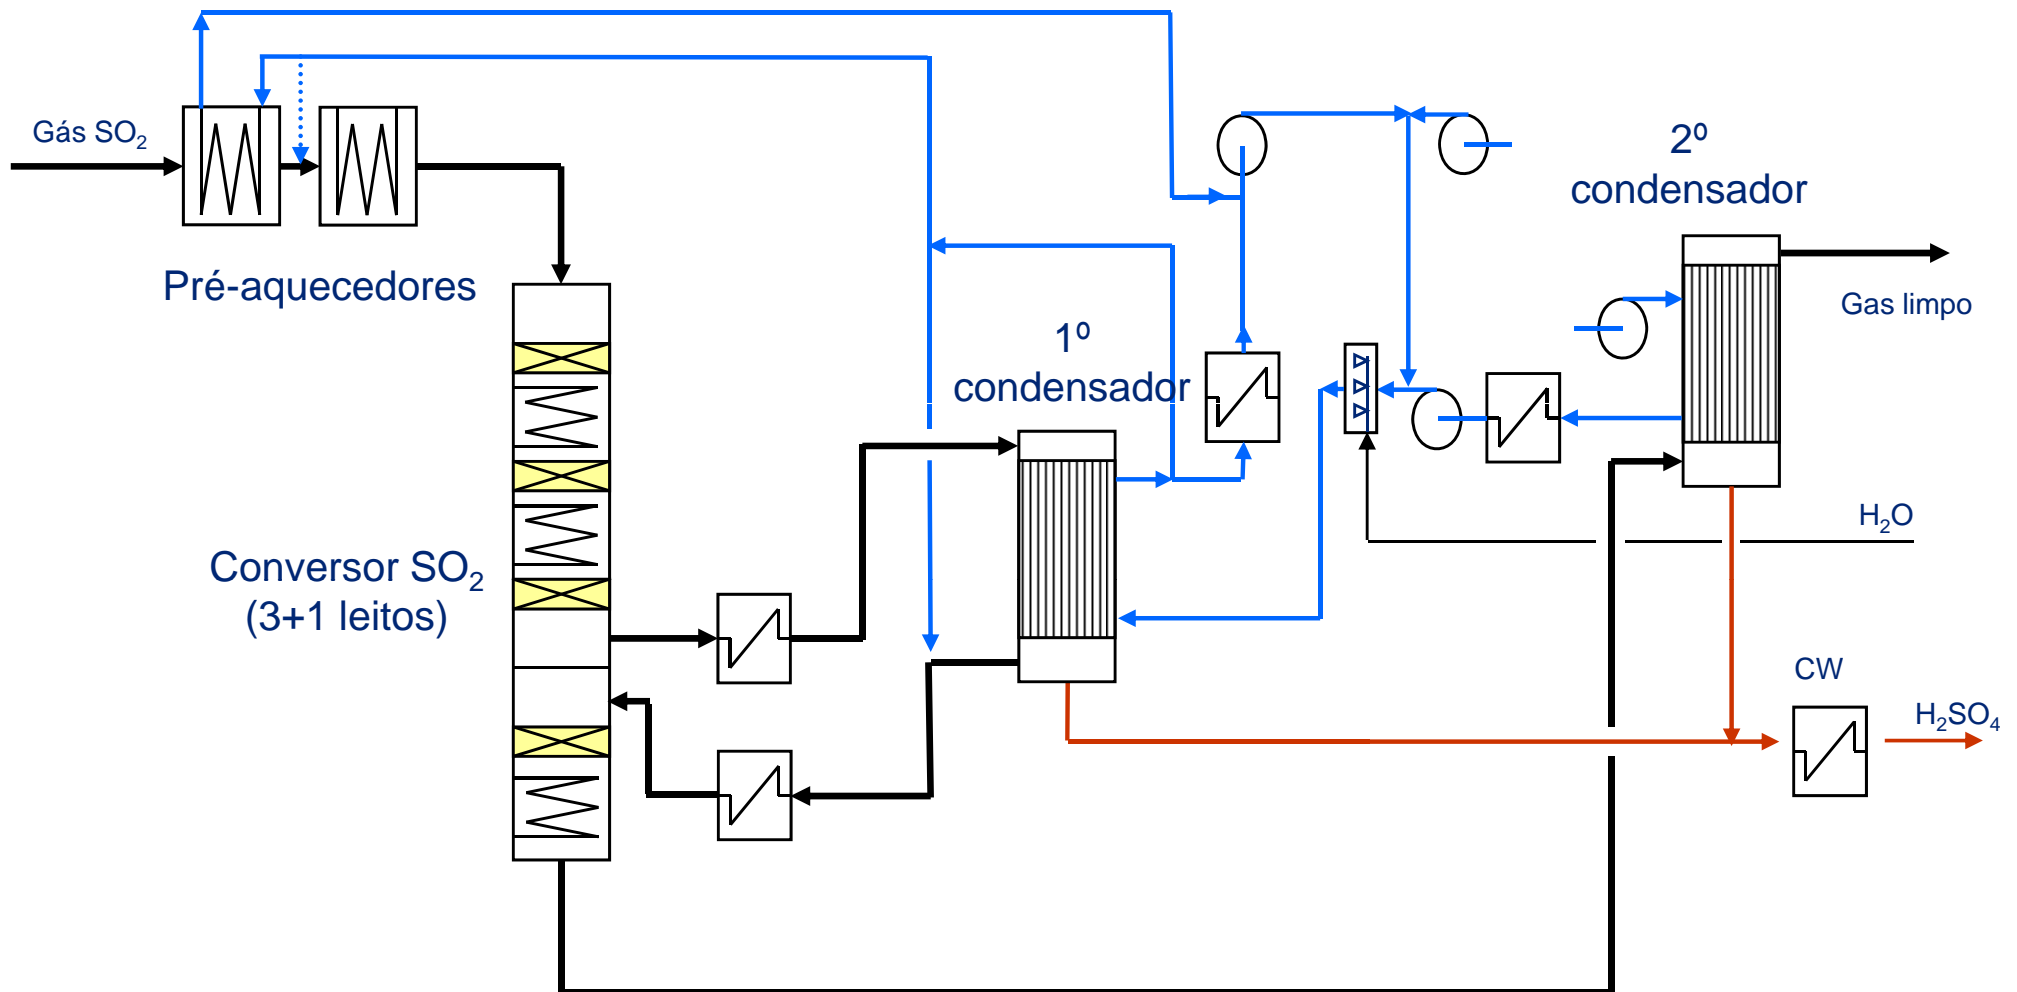 Gás SO₂
2º
condensador
Pré-aquecedores
Gas limpo
1º
condensador
H₂O
Conversor SO₂
(3+1 leitos)
CW
H₂SO₄